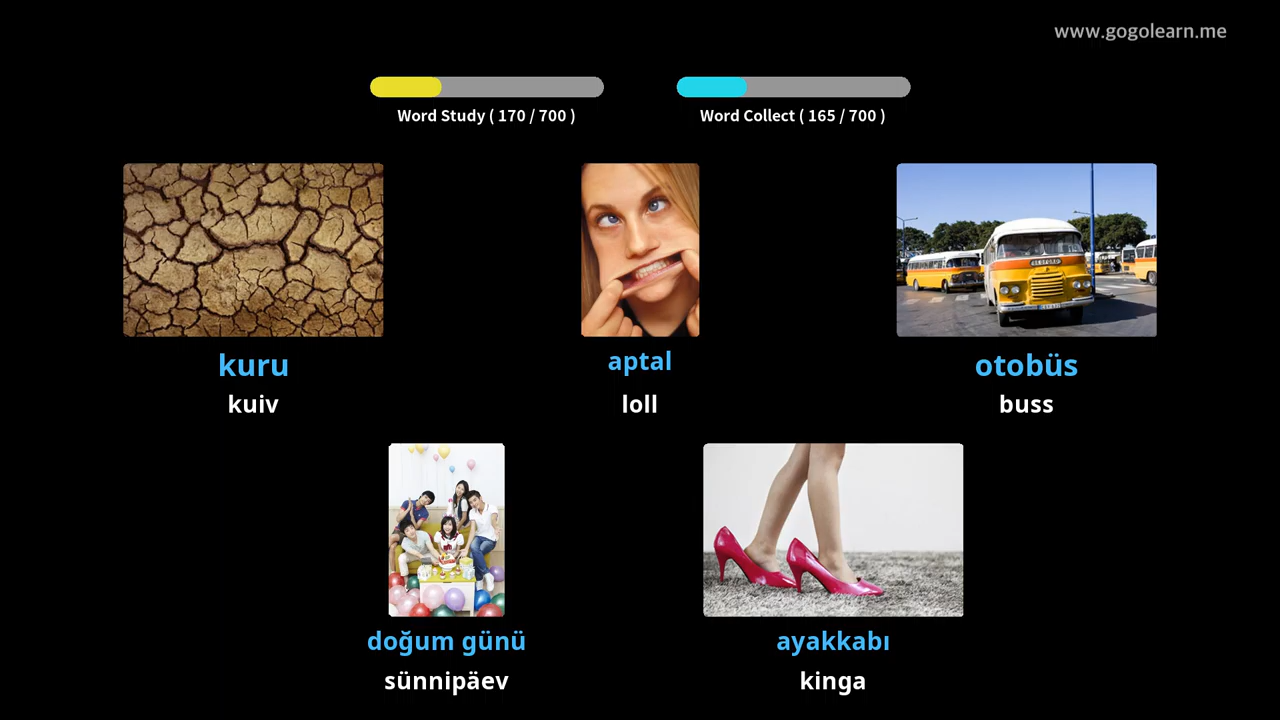 www.gogolearn.me
Word Study ( 170 / 700 )
Word Collect ( 165 / 700 )
kuru
kuiv
aptal
loll
otobüs
buss
doğum günü
sünnipäev
ayakkabı
kinga